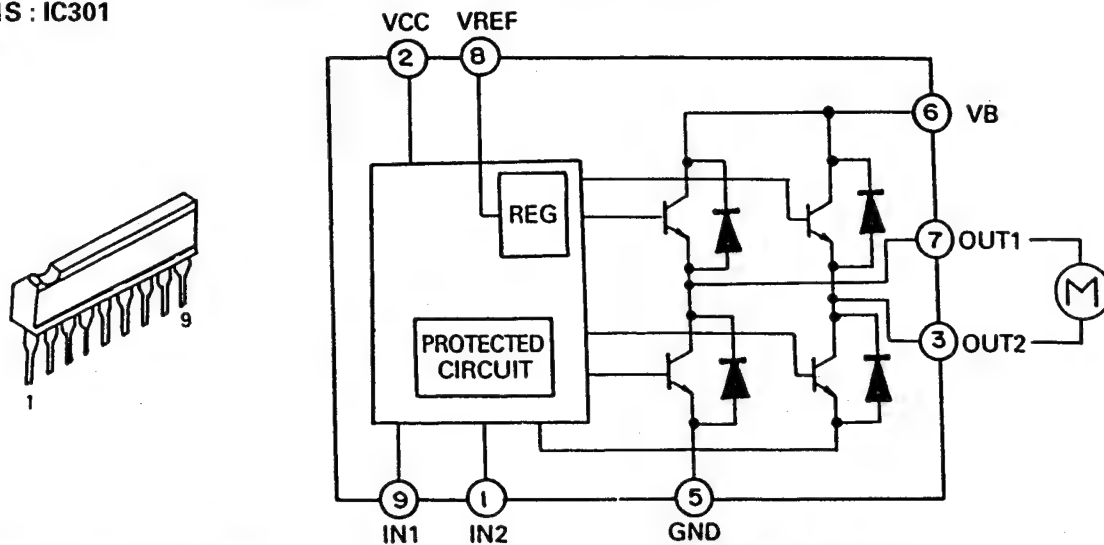 IS : IC301
VCC VREF
2 8
6 VB
REG
7 OUT1
M
PROTECTED
CIRCUIT
3 OUT2
9
1
9 1 5
IN1 IN2 GND